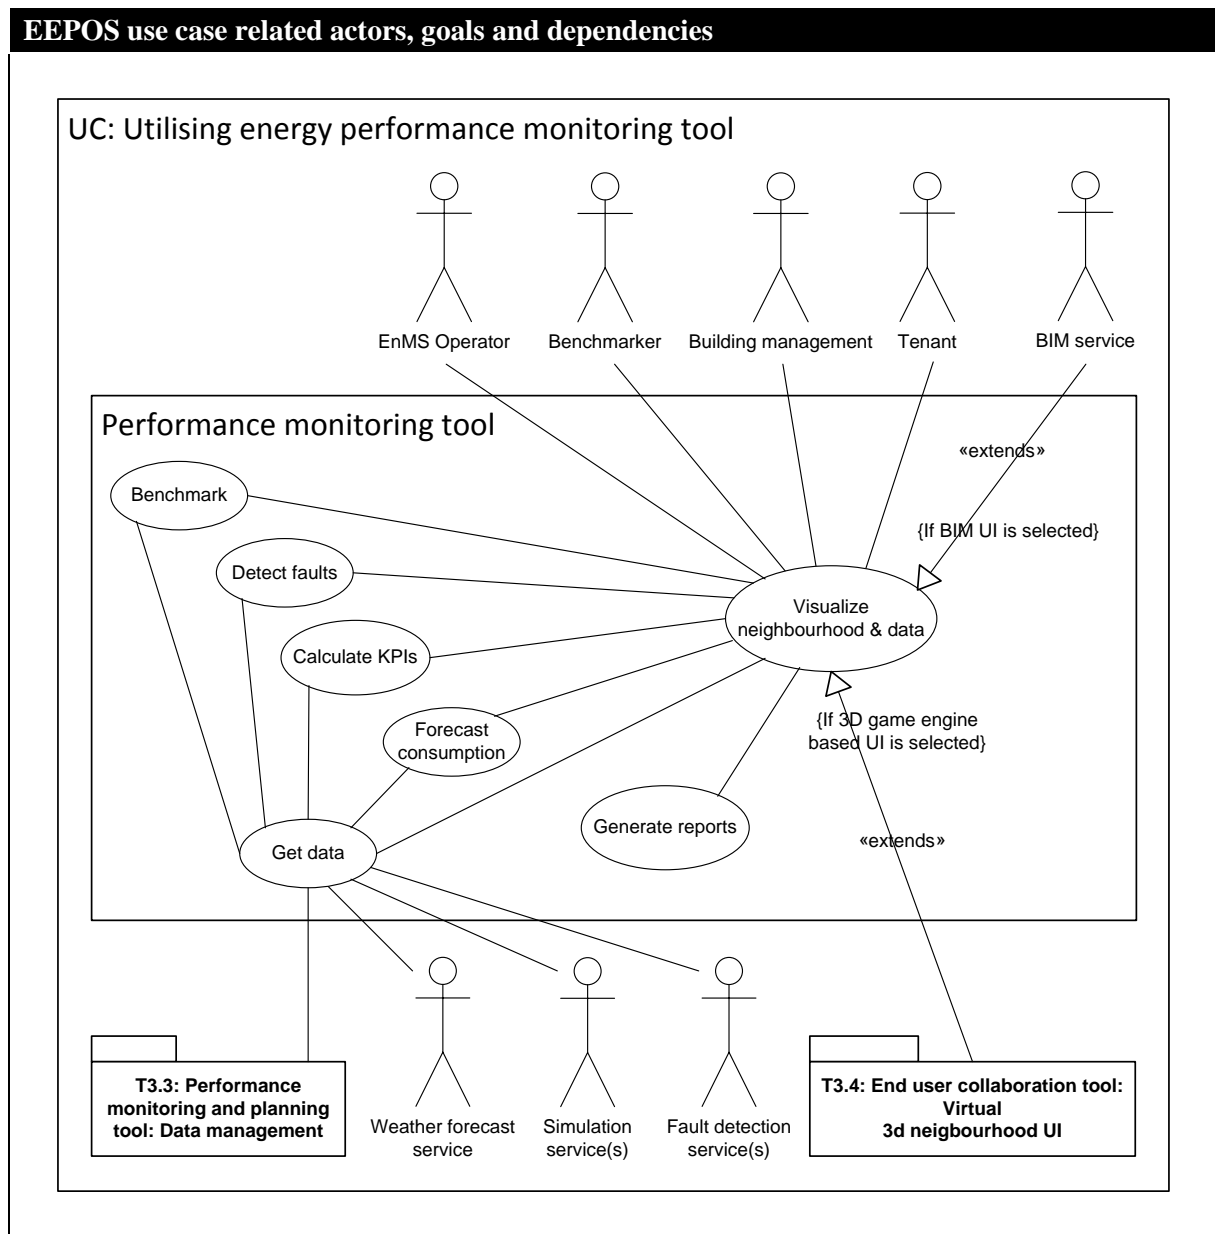 EEPOS use case related actors, goals and dependencies
UC: Utilising energy performance monitoring tool
EnMS Operator
Benchmarker
Building management
Tenant
BIM service
Performance monitoring tool
«extends»
Benchmark
{If BIM UI is selected}
Detect faults
Visualize
neighbourhood & data
Calculate KPIs
{If 3D game engine
based UI is selected}
Forecast
consumption
Generate reports
«extends»
Get data
T3.3: Performance
monitoring and planning
tool: Data management
Weather forecast
service
Simulation
service(s)
Fault detection
service(s)
T3.4: End user collaboration tool:
Virtual
3d neigbourhood UI